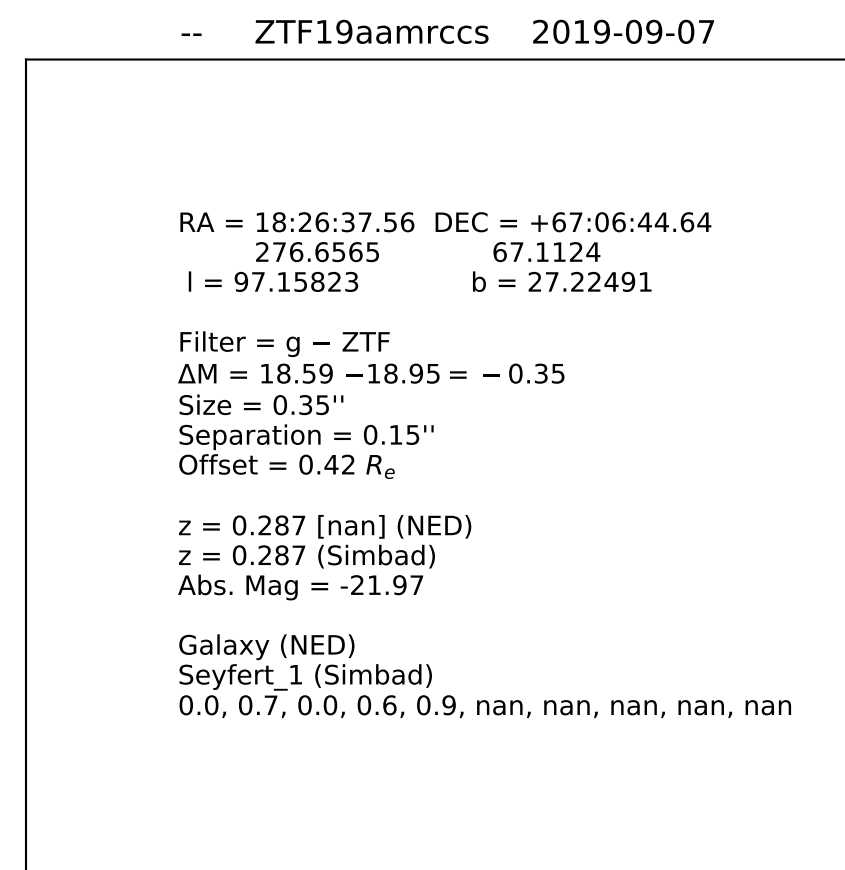 -- ZTF19aamrccs 2019-09-07
RA = 18:26:37.56 DEC = +67:06:44.64
276.6565 67.1124
l = 97.15823 b = 27.22491
Filter = g − ZTF
ΔM = 18.59 −18.95 = − 0.35
Size = 0.35''
Separation = 0.15''
Offset = 0.42 Rₑ
z = 0.287 [nan] (NED)
z = 0.287 (Simbad)
Abs. Mag = -21.97
Galaxy (NED)
Seyfert_1 (Simbad)
0.0, 0.7, 0.0, 0.6, 0.9, nan, nan, nan, nan, nan